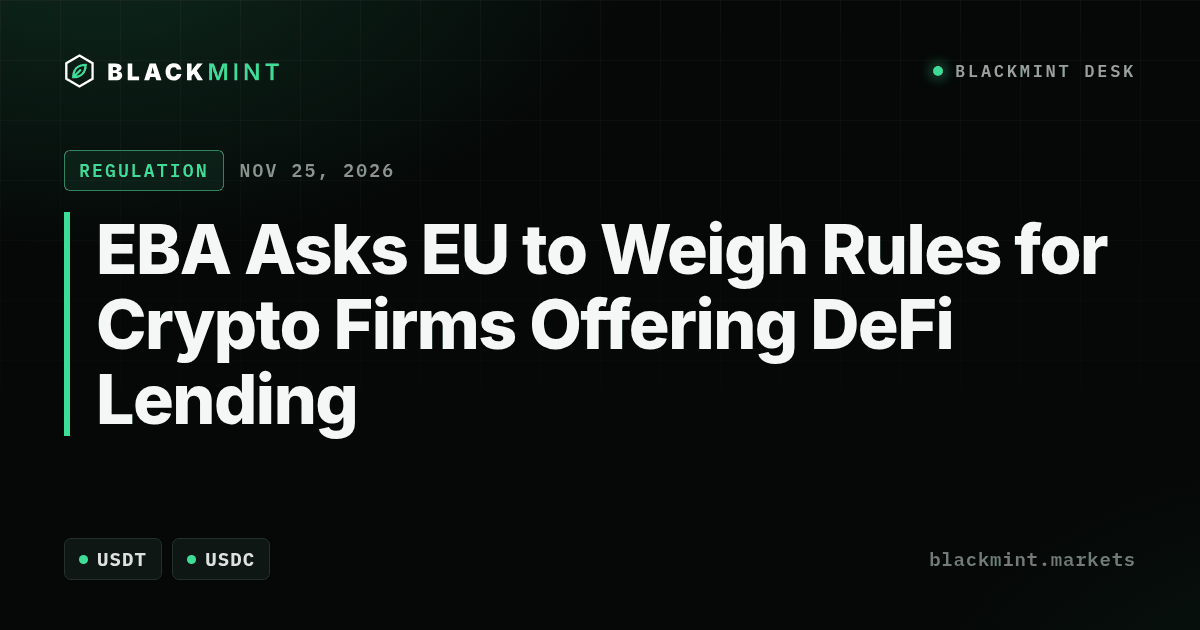 BLACKMINT
BLACKMINT DESK
REGULATION
NOV 25, 2026
EBA Asks EU to Weigh Rules for
Crypto Firms Offering DeFi
Lending
USDT
USDC
blackmint.markets